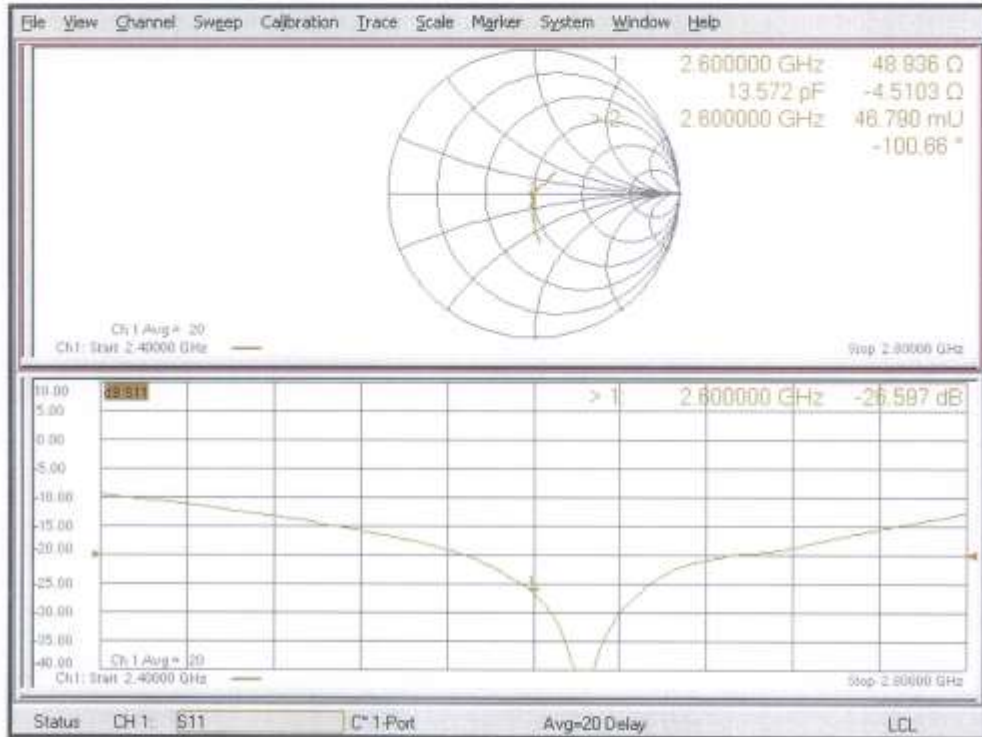 File View Channel Sweep Calibration Trace Scale Marker System Window Help
1 2.600000 GHz 48.936 Ω
13.572 pF -4.5103 Ω
>2 2.600000 GHz 46.790 mU
-100.66 °
Ch 1 Avg = 20
Ch1: Start 2.40000 GHz
Stop 2.80000 GHz
10.00
dB S11
> 1: 2.600000 GHz -26.597 dB
5.00
0.00
-5.00
-10.00
-15.00
-20.00
-25.00
1
-30.00
-35.00
-40.00
Ch 1 Avg = 20
Ch1: Start 2.40000 GHz
Stop 2.80000 GHz
Status CH 1: S11 C* 1-Port Avg=20 Delay LCL